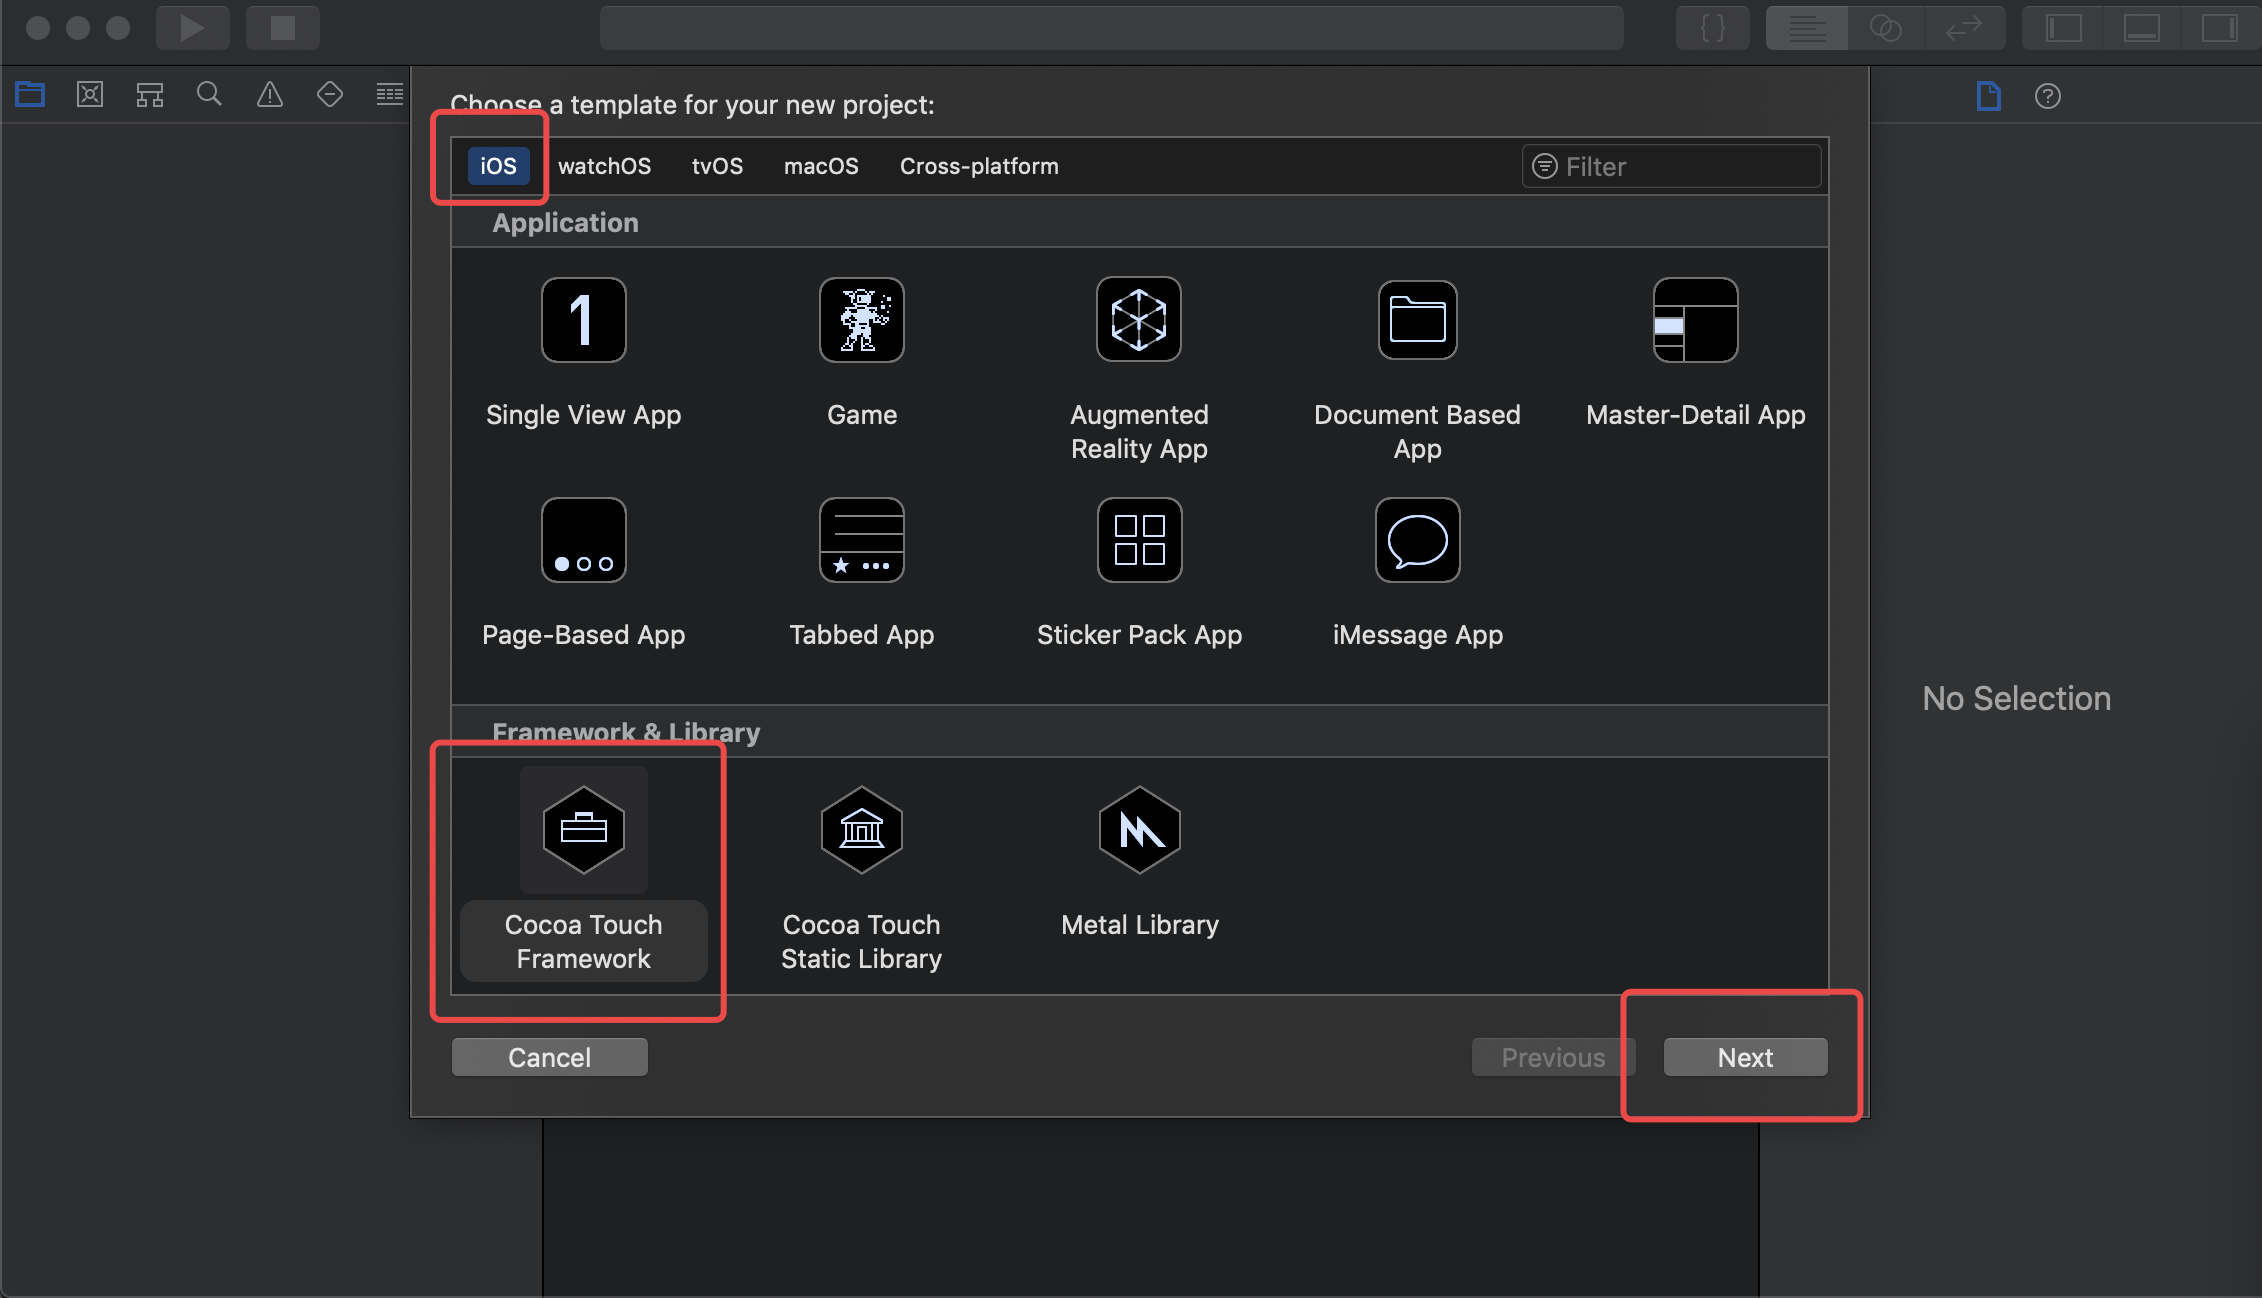 Choose a template for your new project:
iOS watchOS tvOS macOS Cross-platform Filter
Application
1
Single View App
Game
Augmented
Reality App
Document Based
App
Master-Detail App
Page-Based App
Tabbed App
Sticker Pack App
iMessage App
No Selection
Framework & Library
Cocoa Touch
Framework
Cocoa Touch
Static Library
Metal Library
Cancel
Previous
Next